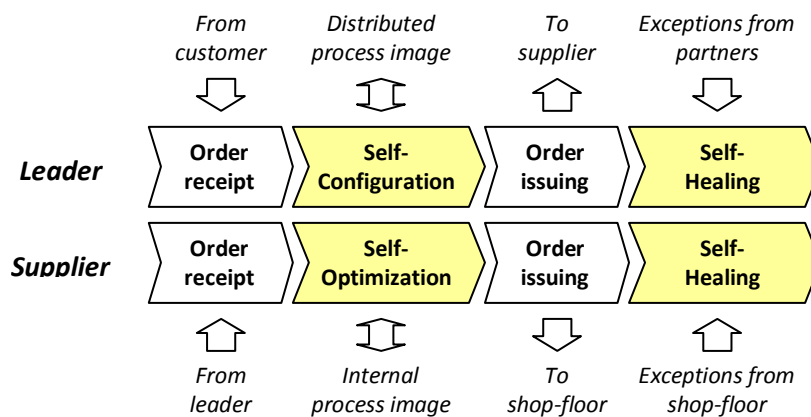 From Distributed To Exceptions from
customer process image supplier partners
Order Self- Order Self-
Leader receipt Configuration issuing Healing
Order Self- Order Self-
Supplier receipt Optimization issuing Healing
From Internal To Exceptions from
leader process image shop-floor shop-floor